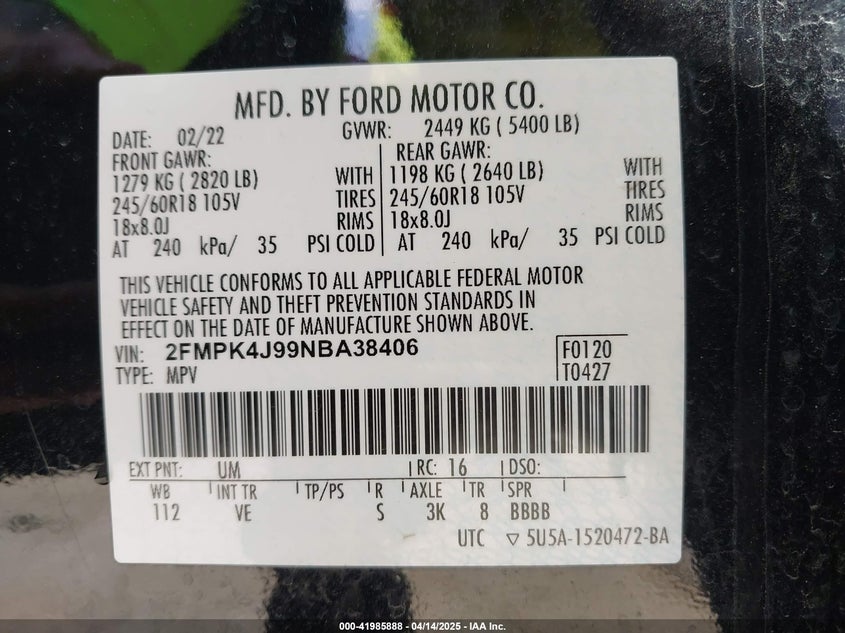 MFD. BY FORD MOTOR CO.
DATE: 02/22 GVWR: 2449 KG ( 5400 LB)
FRONT GAWR: REAR GAWR:
1279 KG ( 2820 LB) WITH 1198 KG ( 2640 LB) WITH
245/60R18 105V TIRES 245/60R18 105V TIRES
18x8.0J RIMS 18x8.0J RIMS
AT 240 kPa/ 35 PSI COLD AT 240 kPa/ 35 PSI COLD
THIS VEHICLE CONFORMS TO ALL APPLICABLE FEDERAL MOTOR
VEHICLE SAFETY AND THEFT PREVENTION STANDARDS IN
EFFECT ON THE DATE OF MANUFACTURE SHOWN ABOVE.
VIN: 2FMPK4J99NBA38406 F0120
TYPE: MPV T0427
EXT PNT: UM RC: 16 DSO:
WB INT TR TP/PS R AXLE TR SPR
112 VE S 3K 8 BBBB
UTC ▽ 5U5A-1520472-BA
000-41985888 - 04/14/2025 - IAA Inc.